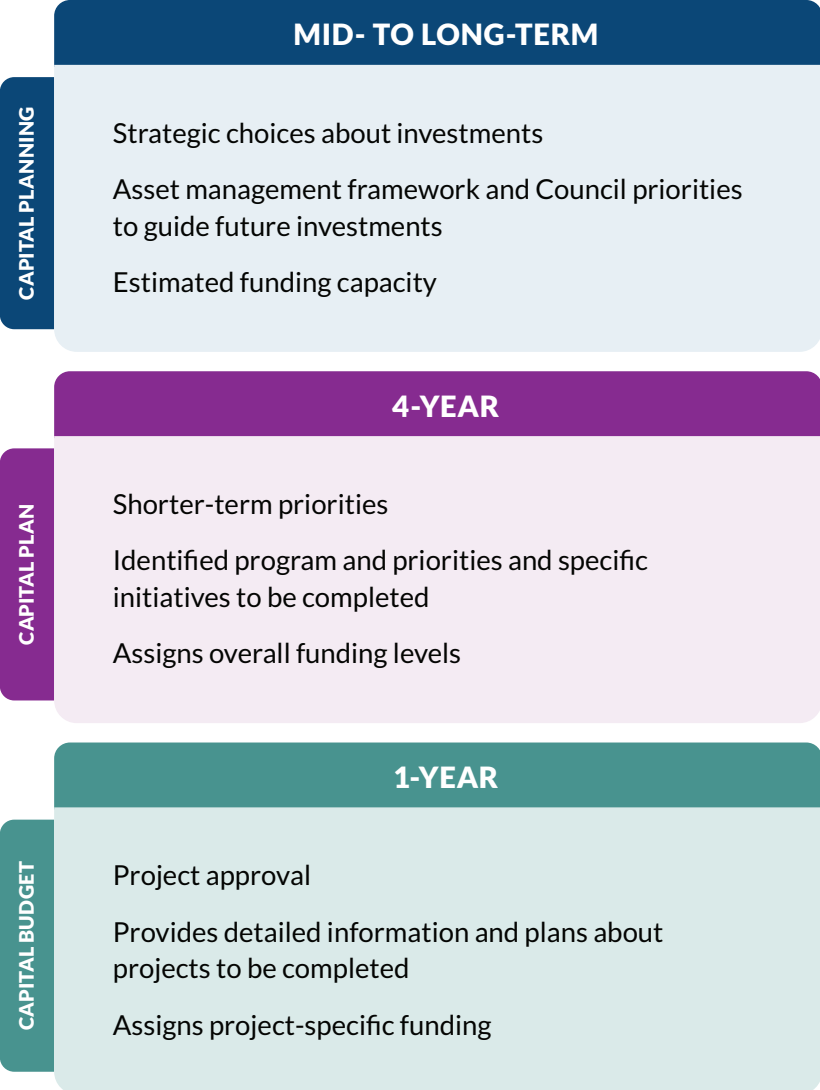 MID- TO LONG-TERM
CAPITAL PLANNING
Strategic choices about investments
Asset management framework and Council priorities
to guide future investments
Estimated funding capacity
4-YEAR
CAPITAL PLAN
Shorter-term priorities
Identified program and priorities and specific
initiatives to be completed
Assigns overall funding levels
1-YEAR
CAPITAL BUDGET
Project approval
Provides detailed information and plans about
projects to be completed
Assigns project-specific funding